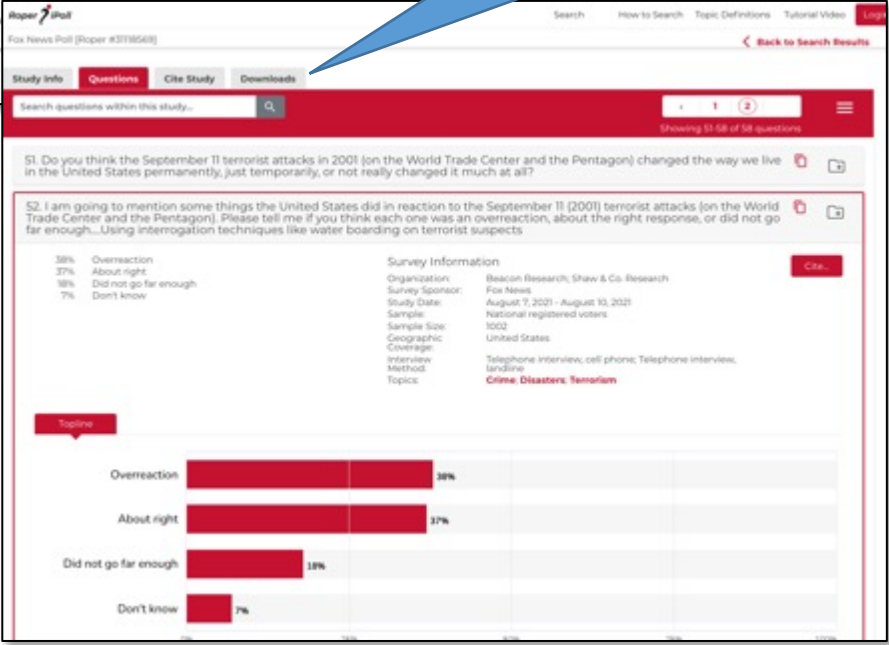 Roper iPoll
Search How to Search Topic Definitions Tutorial Video Login
Fox News Poll [Roper #31118569]
Back to Search Results
Study Info Questions Cite Study Downloads
Search questions within this study...
‹ 1 2
Showing 51-58 of 58 questions
51. Do you think the September 11 terrorist attacks in 2001 (on the World Trade Center and the Pentagon) changed the way we live
in the United States permanently, just temporarily, or not really changed it much at all?
52. I am going to mention some things the United States did in reaction to the September 11 (2001) terrorist attacks (on the World
Trade Center and the Pentagon). Please tell me if you think each one was an overreaction, about the right response, or did not go
far enough...Using interrogation techniques like water boarding on terrorist suspects
38% Overreaction
37% About right
18% Did not go far enough
7% Don't know
Survey Information
Cite...
Organization: Beacon Research; Shaw & Co. Research
Survey Sponsor: Fox News
Study Date: August 7, 2021 - August 10, 2021
Sample: National registered voters
Sample Size: 1002
Geographic United States
Coverage:
Interview Telephone interview, cell phone; Telephone interview,
Method: landline
Topics: Crime; Disasters; Terrorism
Topline
Overreaction 38%
About right 37%
Did not go far enough 18%
Don't know 7%